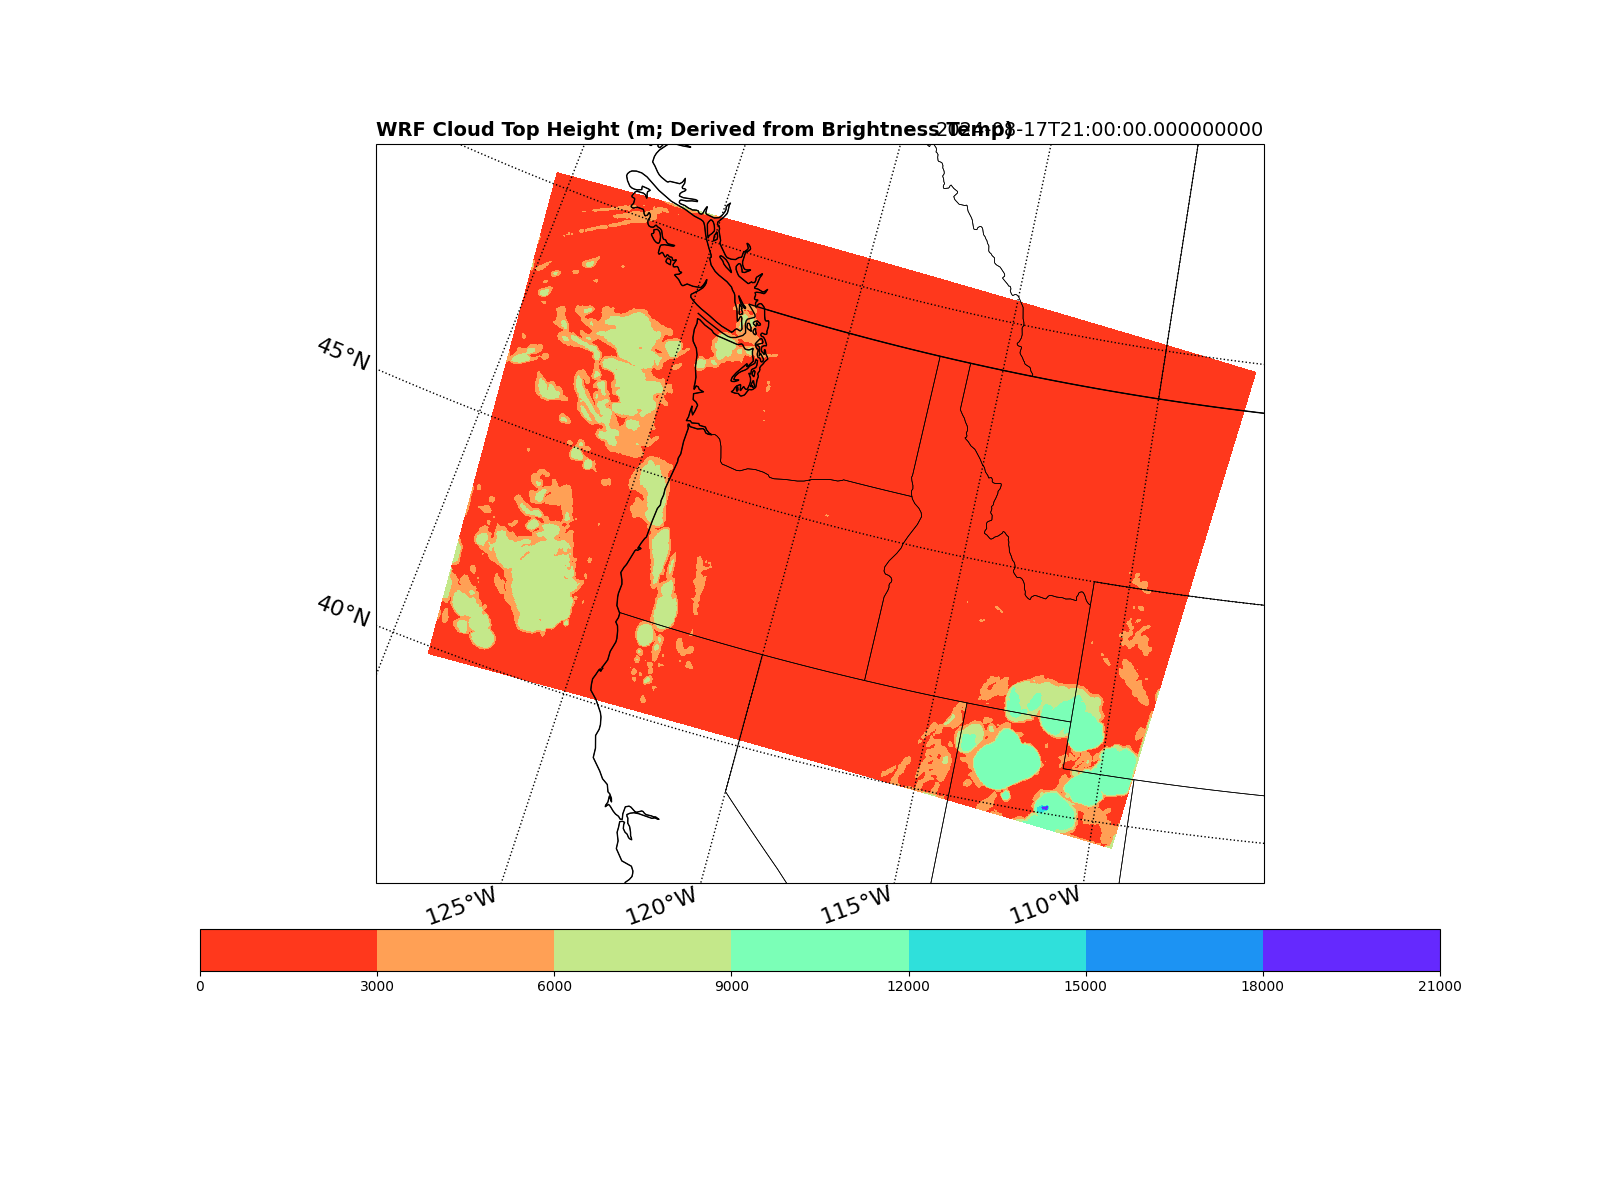 WRF Cloud Top Height (m; Derived from Brightness Temp) 2024-08-17T21:00:00.000000000
45°N
40°N
125°W 120°W 115°W 110°W
0 3000 6000 9000 12000 15000 18000 21000